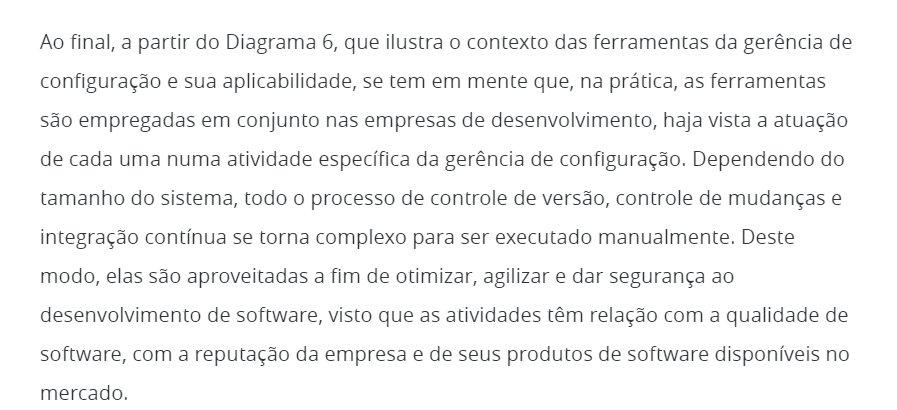 Ao final, a partir do Diagrama 6, que ilustra o contexto das ferramentas da gerência de
configuração e sua aplicabilidade, se tem em mente que, na prática, as ferramentas
são empregadas em conjunto nas empresas de desenvolvimento, haja vista a atuação
de cada uma numa atividade específica da gerência de configuração. Dependendo do
tamanho do sistema, todo o processo de controle de versão, controle de mudanças e
integração contínua se torna complexo para ser executado manualmente. Deste
modo, elas são aproveitadas a fim de otimizar, agilizar e dar segurança ao
desenvolvimento de software, visto que as atividades têm relação com a qualidade de
software, com a reputação da empresa e de seus produtos de software disponíveis no
mercado.